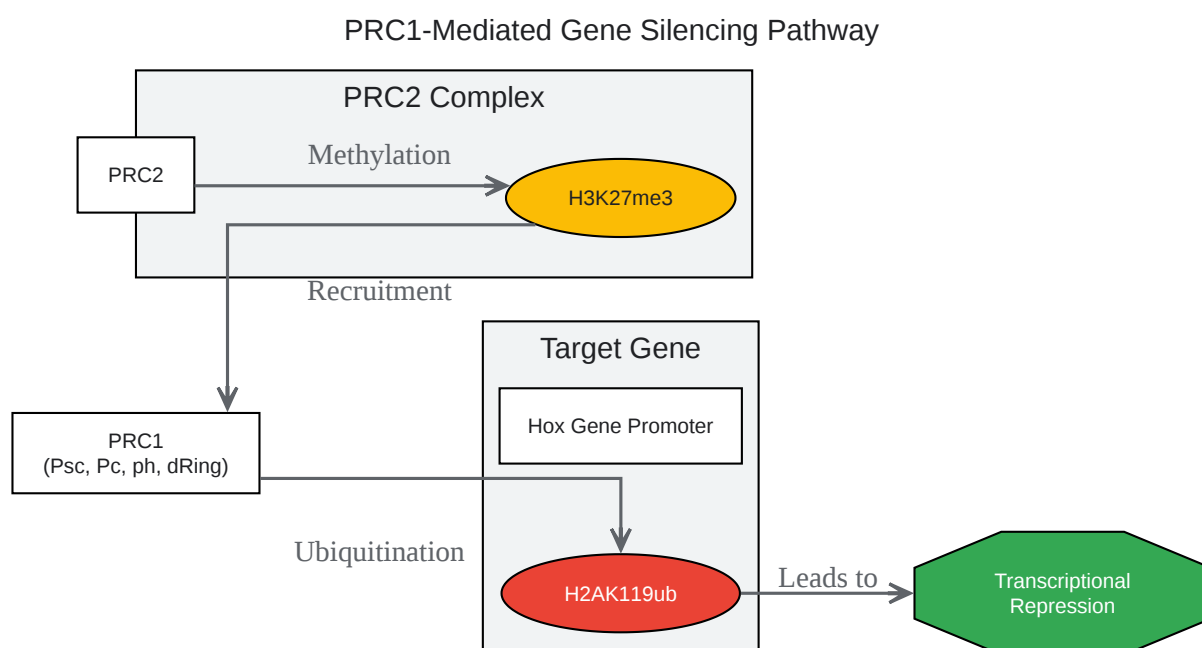 PRC1-Mediated Gene Silencing Pathway
PRC2 Complex
Methylation
PRC2
H3K27me3
Recruitment
Target Gene
Hox Gene Promoter
PRC1
(Psc, Pc, ph, dRing)
Ubiquitination
H2AK119ub
Leads to
Transcriptional
Repression